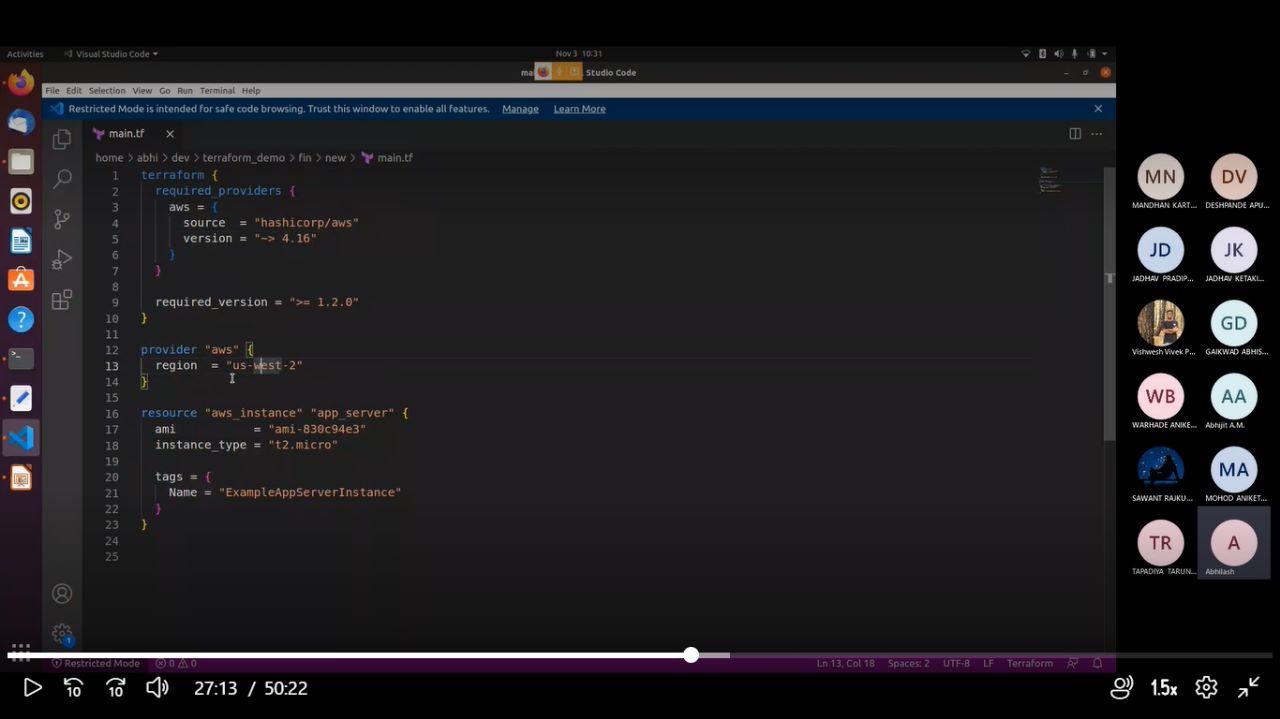 Activities
Visual Studio Code
Nov 3 10:31
Studio Code
File Edit Selection View Go Run Terminal Help
Restricted Mode is intended for safe code browsing. Trust this window to enable all features. Manage Learn More
main.tf
home > abhi > dev > terraform_demo > fin > new > main.tf
1 terraform {
2 required_providers {
3 aws = {
4 source = "hashicorp/aws"
5 version = "~> 4.16"
6 }
7 }
8
9 required_version = ">= 1.2.0"
10 }
11
12 provider "aws" {
13 region = "us-west-2"
14 }
15
16 resource "aws_instance" "app_server" {
17 ami = "ami-830c94e3"
18 instance_type = "t2.micro"
19
20 tags = {
21 Name = "ExampleAppServerInstance"
22 }
23 }
24
25
Restricted Mode 0 0
Ln 13, Col 18 Spaces: 2 UTF-8 LF Terraform
MN DV
MANDHAN KART... DESHPANDE APU...
JD JK
JADHAV PRADIP... JADHAV KETAKI...
GD
Vishwesh Vivek P... GAIKWAD ABHIS...
WB AA
WARHADE ANIKE... Abhijit A.M.
MA
SAWANT RAJKU... MOHOD ANIKET...
TR A
TAPADIYA TARUN... Abhilash
10 10 27:13 / 50:22
1.5x